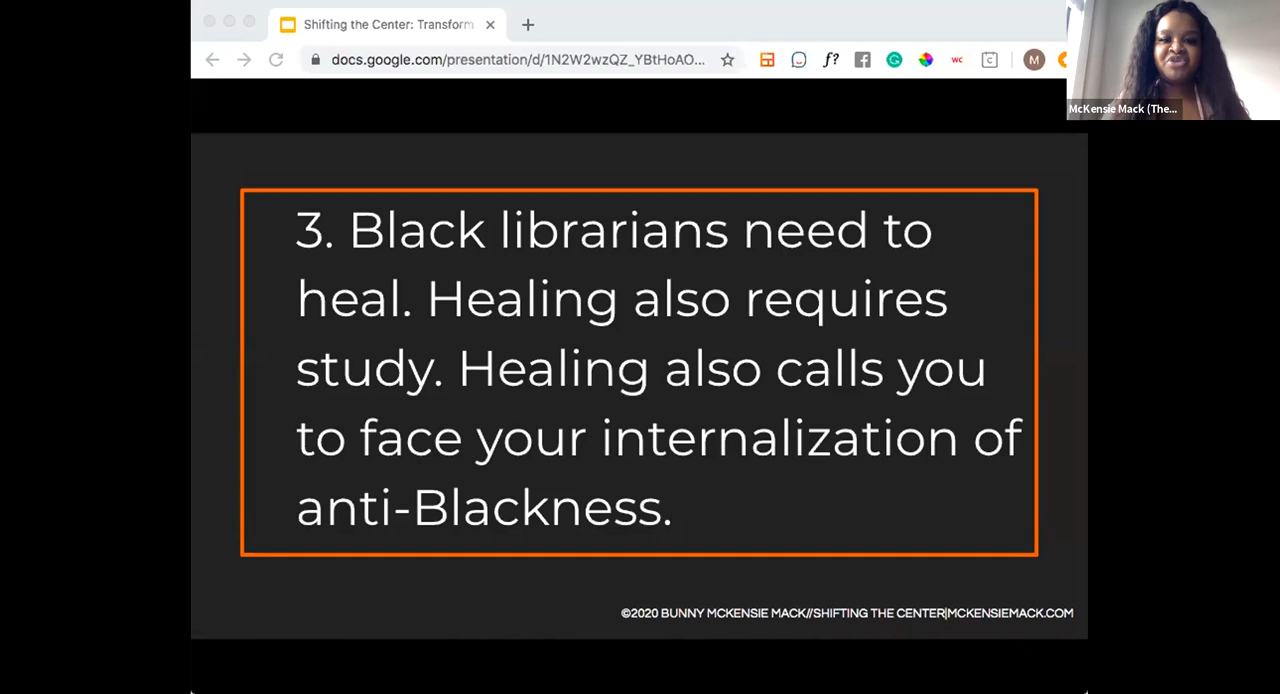 Shifting the Center: Transform
docs.google.com/presentation/d/1N2W2wzQZ_YBtHoAO...
f?
wc
C
M
McKensie Mack (The...
3. Black librarians need to
heal. Healing also requires
study. Healing also calls you
to face your internalization of
anti-Blackness.
©2020 BUNNY MCKENSIE MACK//SHIFTING THE CENTER|MCKENSIEMACK.COM